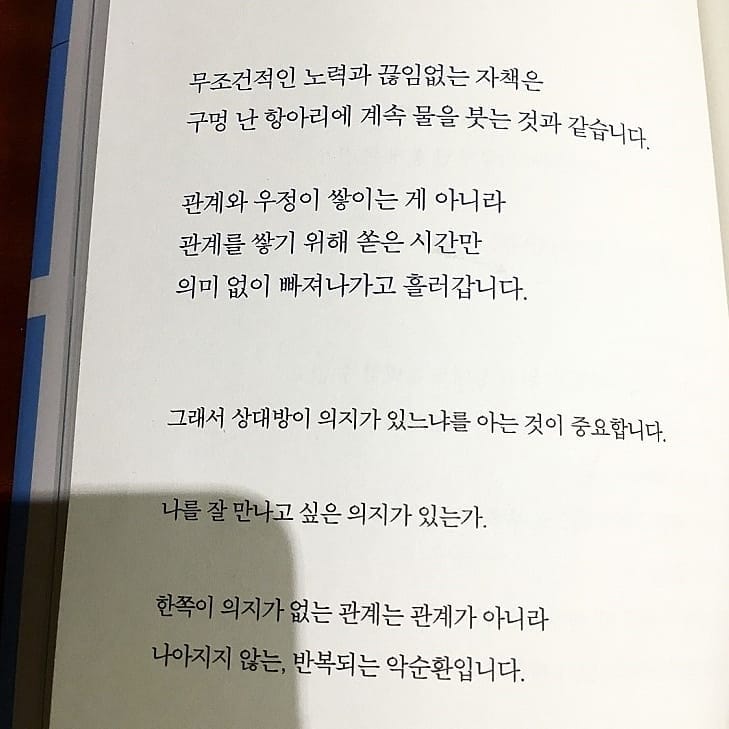 무조건적인 노력과 끊임없는 자책은
구멍 난 항아리에 계속 물을 붓는 것과 같습니다.
관계와 우정이 쌓이는 게 아니라
관계를 쌓기 위해 쏟은 시간만
의미 없이 빠져나가고 흘러갑니다.
그래서 상대방이 의지가 있느냐를 아는 것이 중요합니다.
나를 잘 만나고 싶은 의지가 있는가.
한쪽이 의지가 없는 관계는 관계가 아니라
나아지지 않는, 반복되는 악순환입니다.